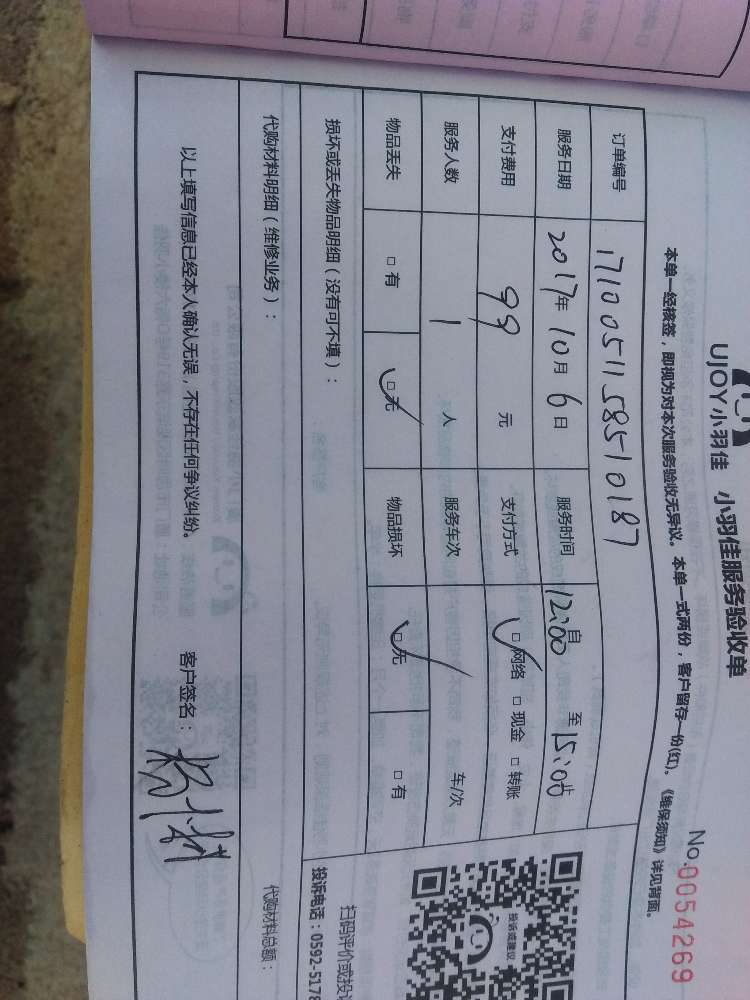 UJOY小羽佳 小羽佳服务验收单
No.0054269
本单一经核签，即视为对本次服务验收无异议。本单一式两份，客户留存一份(红)。《维保须知》详见背面。
订单编号 1710051158510187
服务日期 2017年10月6日 服务时间 自12:00 至15:00止
支付费用 99 元 支付方式 □网络 □现金 □转账
服务人数 1 人 服务车次 车/次
物品丢失 □有 □无 物品损坏 □无 □有
损坏或丢失物品明细（没有可不填）：
代购材料明细（维修业务）： 代购材料总额：
以上填写信息已经本人确认无误，不存在任何争议纠纷。 客户签名：
投诉或建议
扫码评价或投
投诉电话：0592-5178